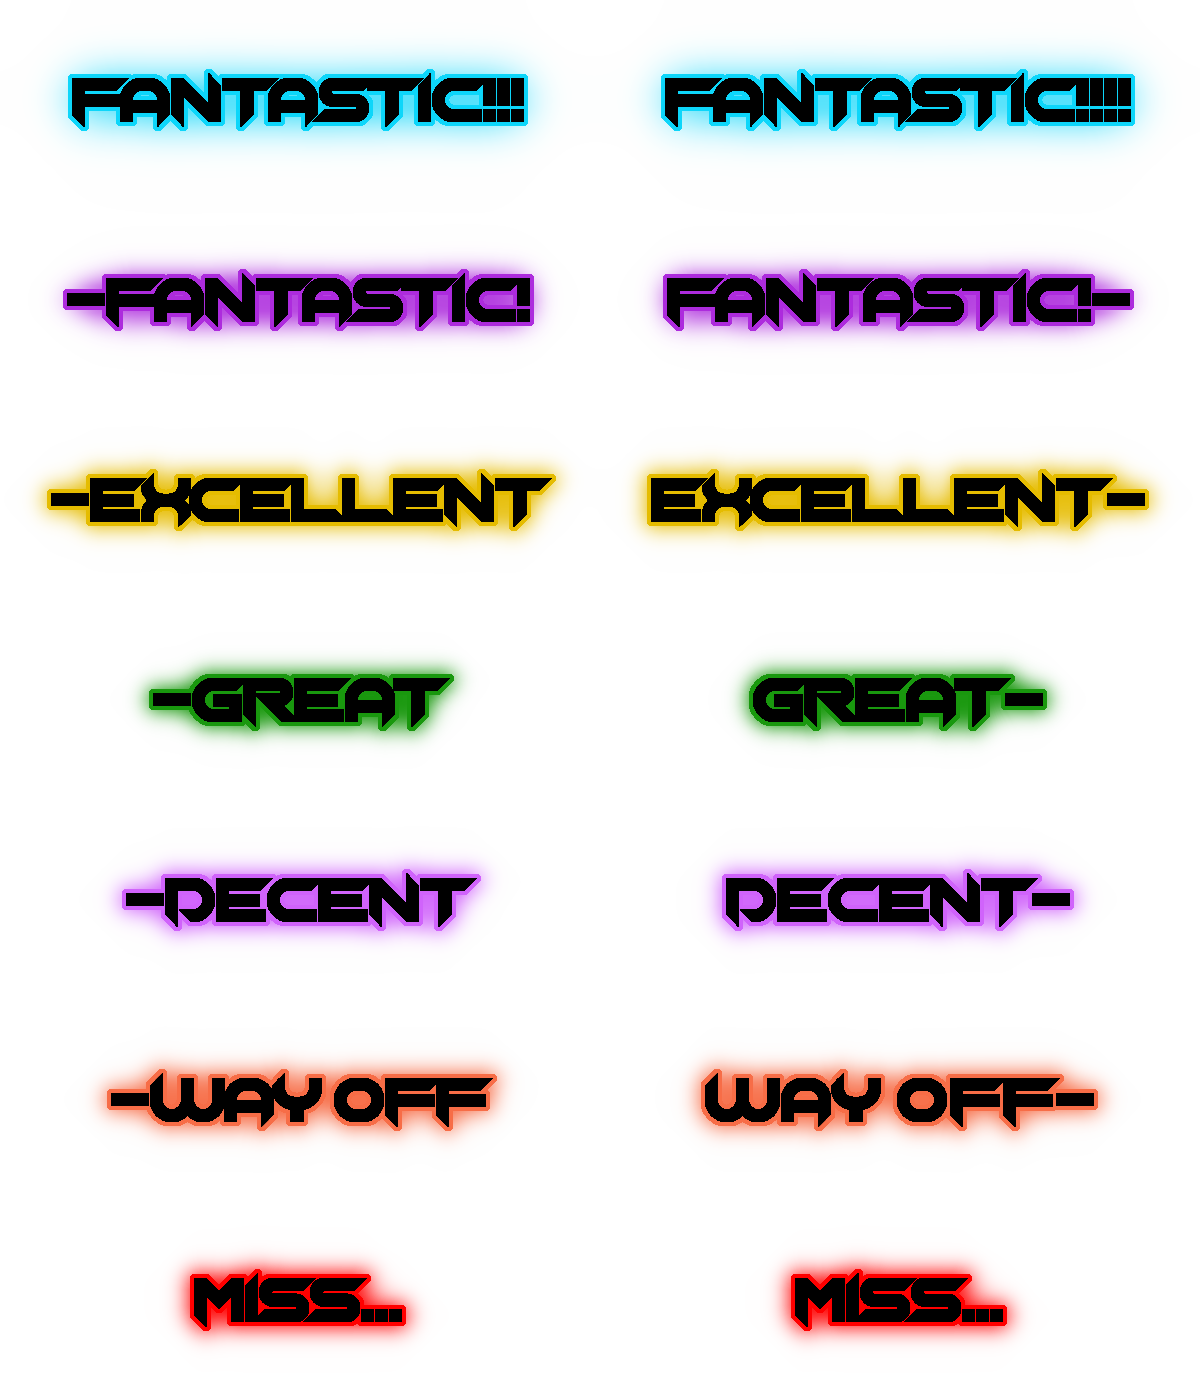 FANTASTIC!!! FANTASTIC!!!!
-FANTASTIC! FANTASTIC!-
-EXCELLENT EXCELLENT-
-GREAT GREAT-
-DECENT DECENT-
-WAY OFF WAY OFF-
MISS... MISS...